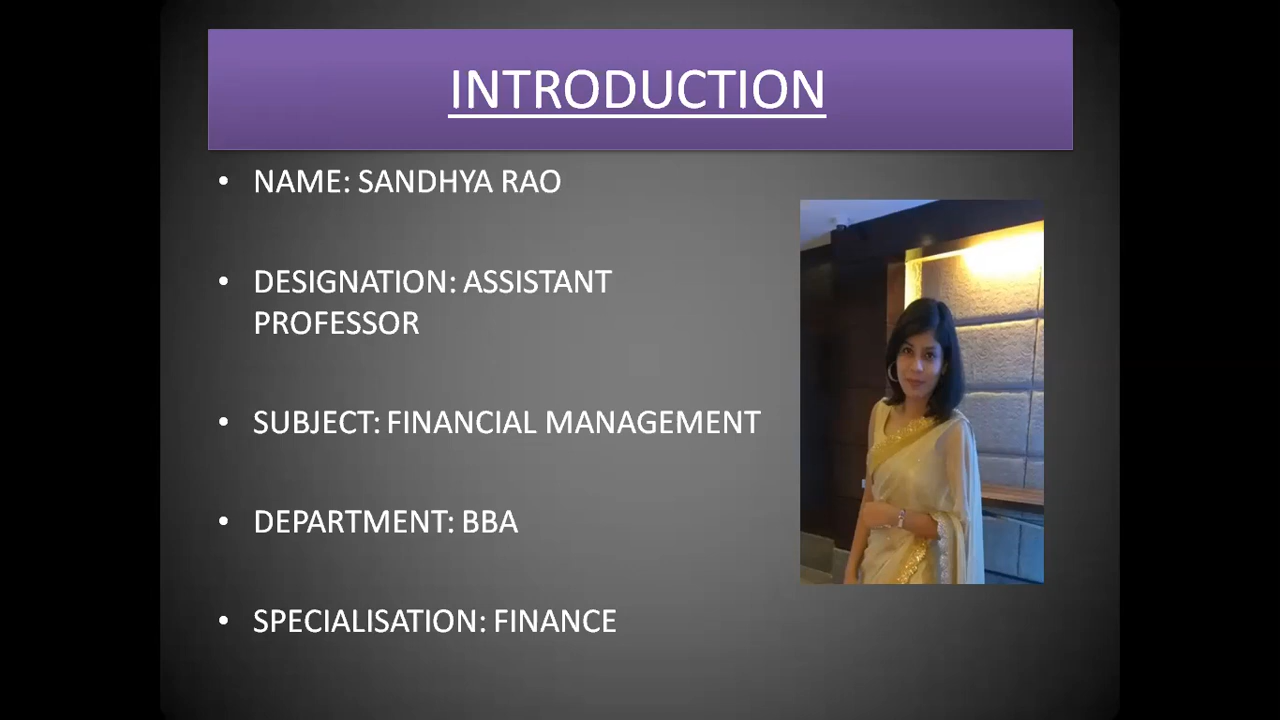 INTRODUCTION
• NAME: SANDHYA RAO
• DESIGNATION: ASSISTANT
PROFESSOR
• SUBJECT: FINANCIAL MANAGEMENT
• DEPARTMENT: BBA
• SPECIALISATION: FINANCE